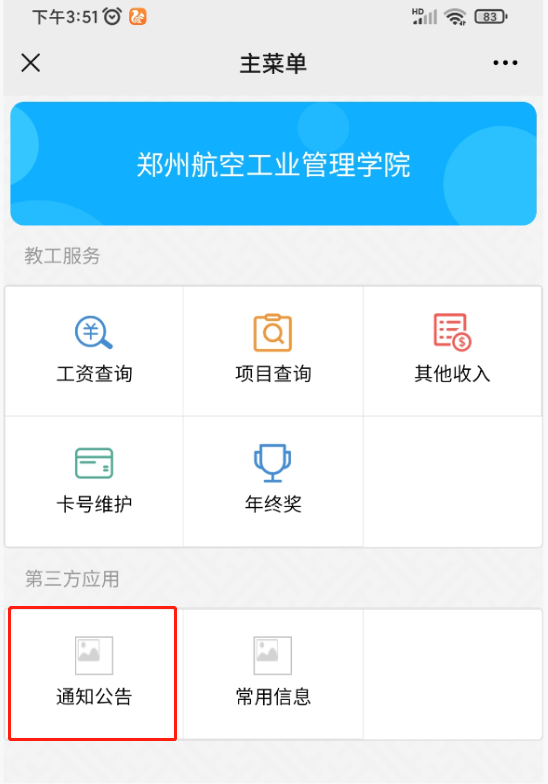 下午3:51 HD 83
主菜单
郑州航空工业管理学院
教工服务
工资查询 项目查询 其他收入
卡号维护 年终奖
第三方应用
通知公告 常用信息